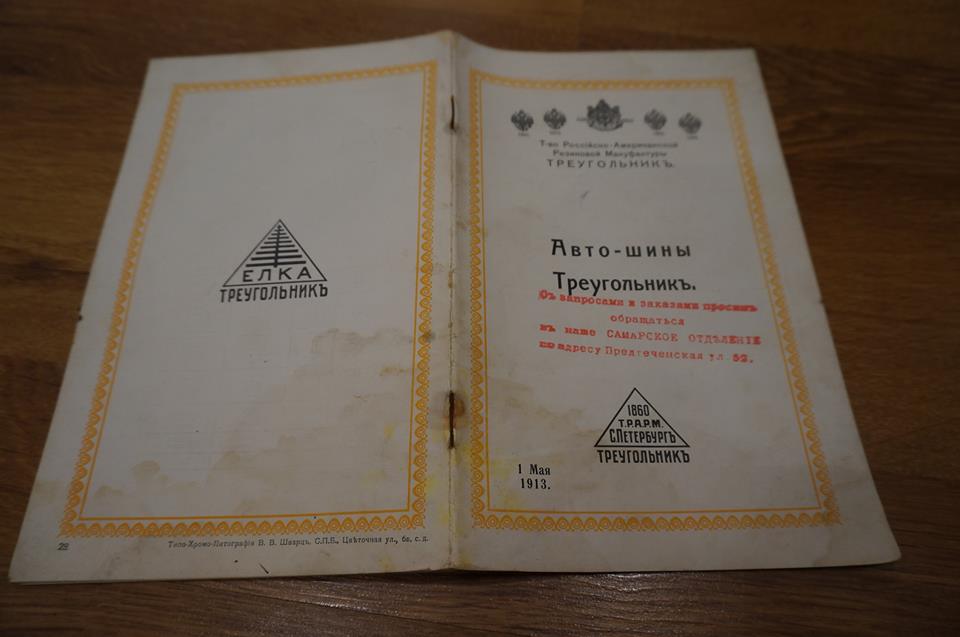 ЕЛКА
ТРЕУГОЛЬНИКЪ
28
Типо-Хромо-Литографія В. В. Шварцъ. С.П.Б., Цвѣточная ул., 6а, с. д.
Т-во Россійско-Американской
Резиновой Мануфактуры
ТРЕУГОЛЬНИКЪ.
Авто-шины
Треугольникъ.
Съ запросами и заказами просимъ
обращаться
въ наше САМАРСКОЕ ОТДѢЛЕНІЕ
по адресу Предтеченская ул. 52.
1860
Т.Р.А.Р.М.
С.ПЕТЕРБУРГЪ
ТРЕУГОЛЬНИКЪ
1 Мая
1913.